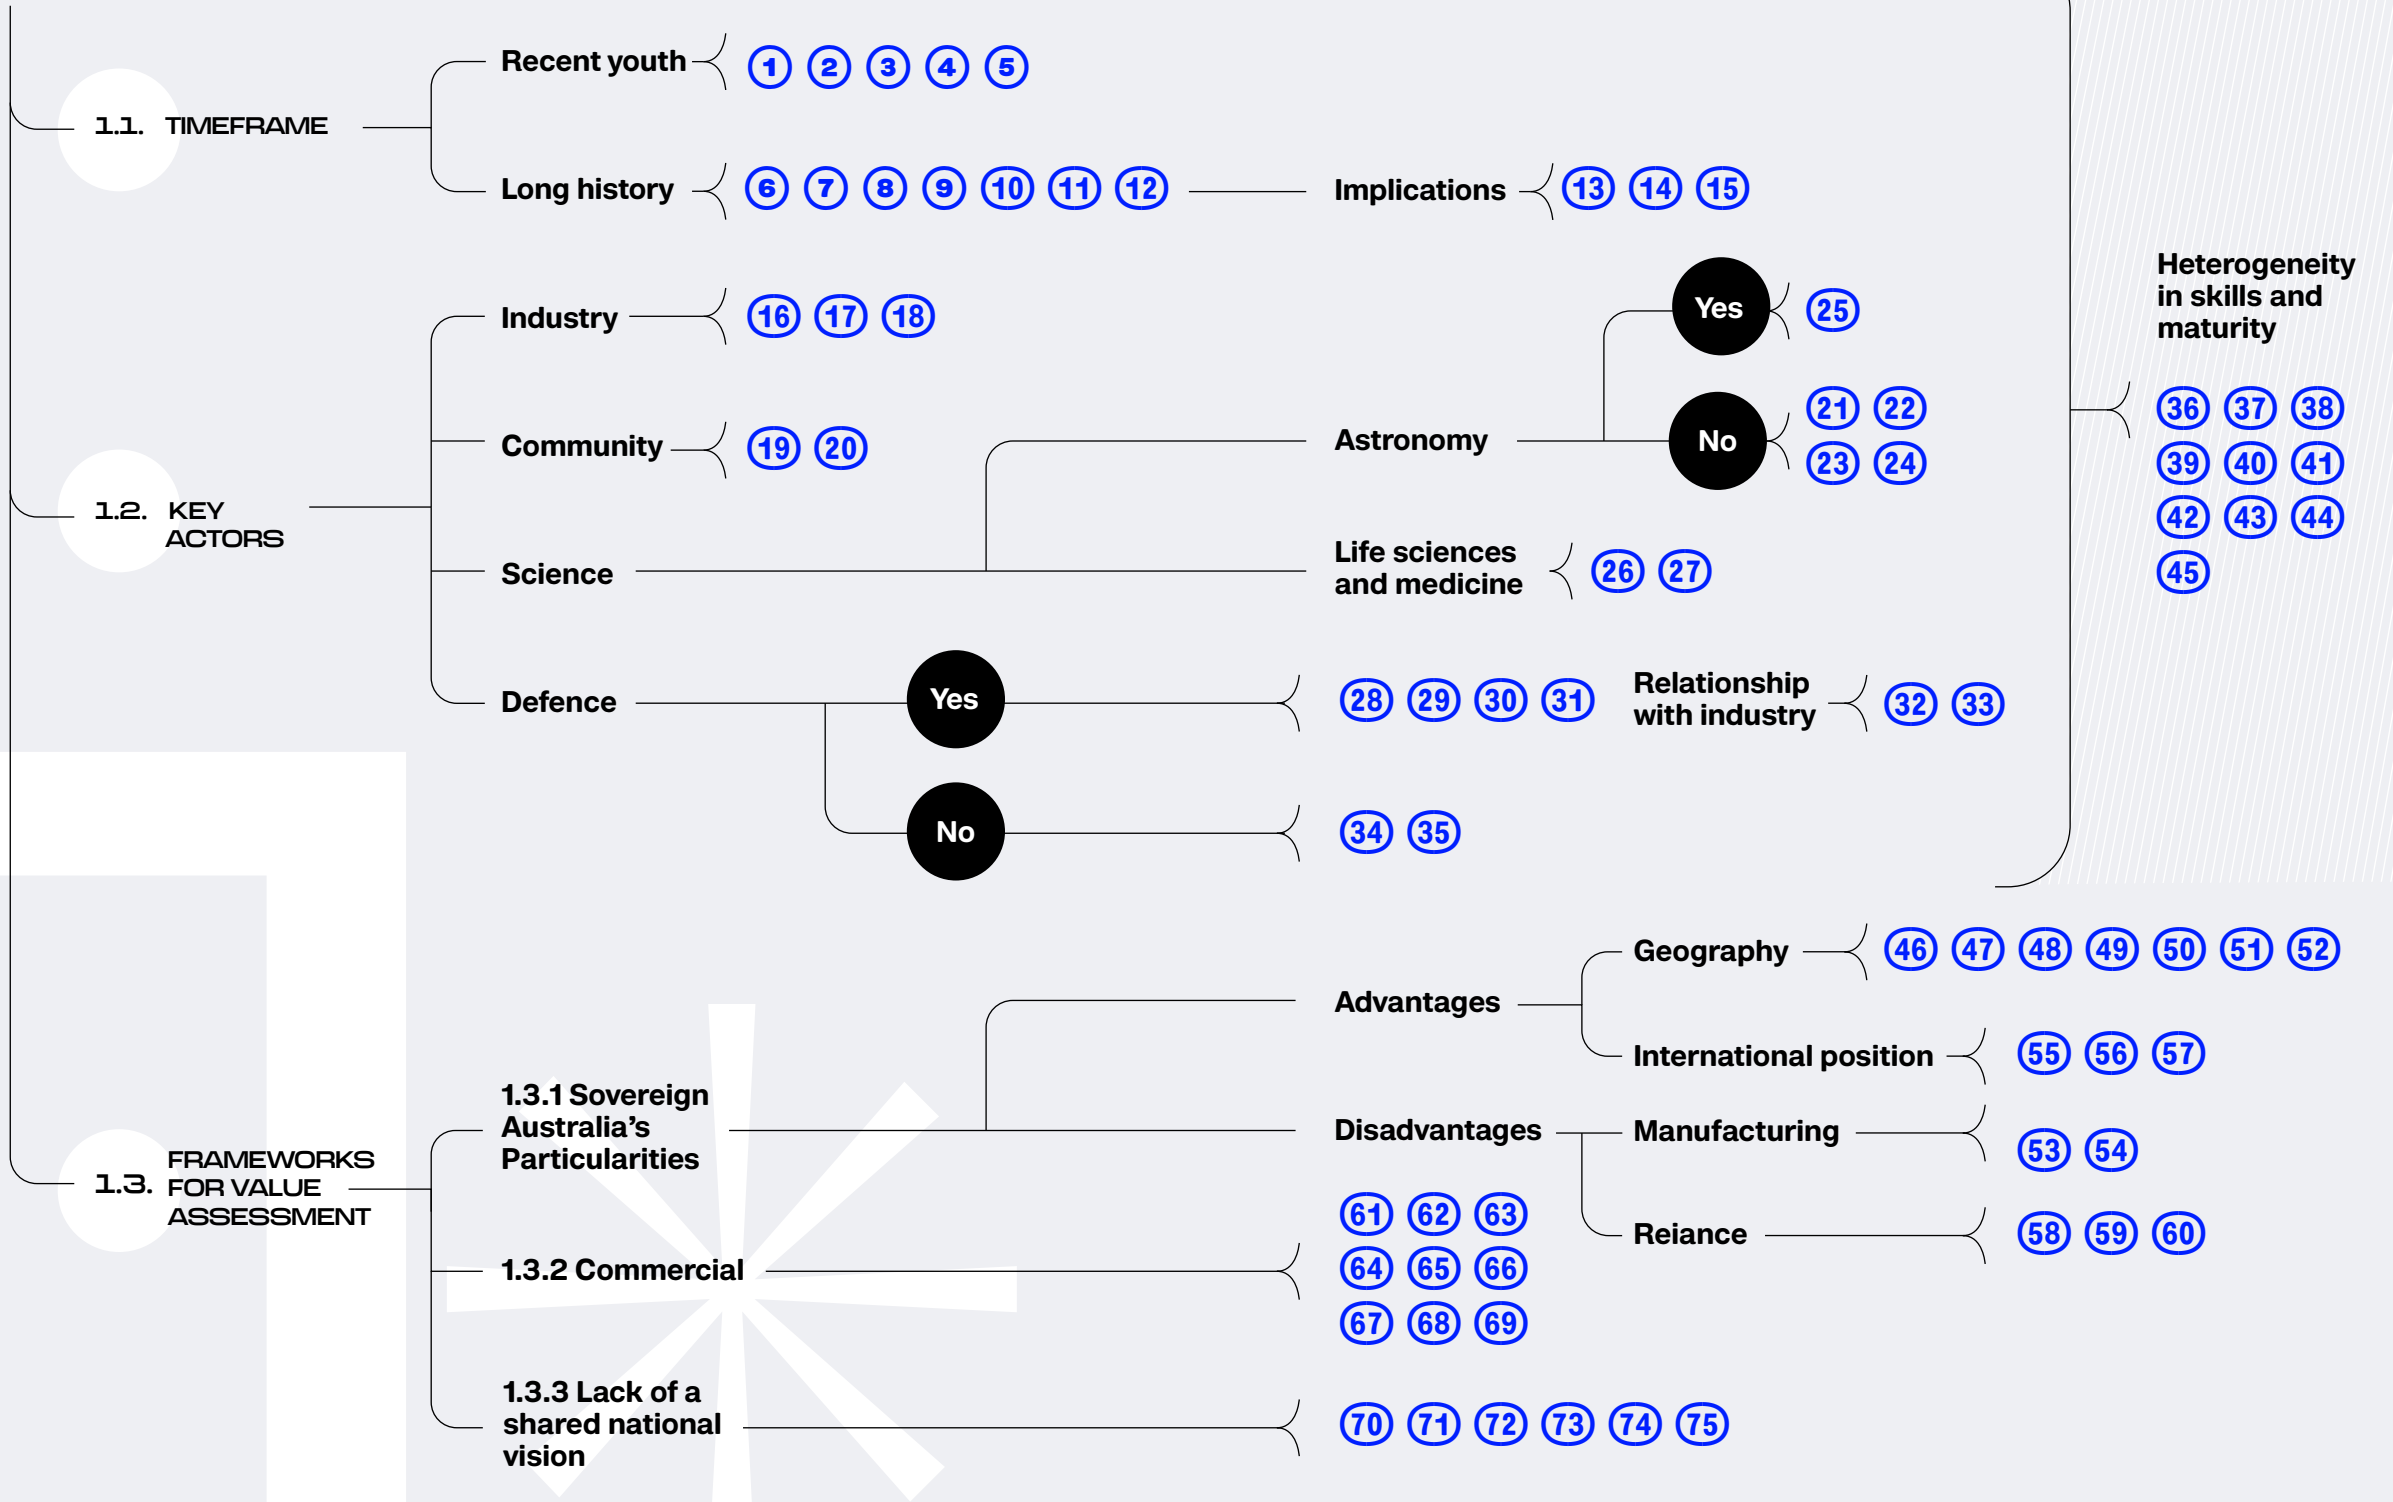 1.1. TIMEFRAME
Recent youth
1 2 3 4 5
Long history
6 7 8 9 10 11 12
Implications
13 14 15
1.2. KEY
ACTORS
Industry
16 17 18
Community
19 20
Science
Astronomy
Yes
25
No
21 22
23 24
Life sciences
and medicine
26 27
Defence
Yes
28 29 30 31
Relationship
with industry
32 33
No
34 35
Heterogeneity
in skills and
maturity
36 37 38
39 40 41
42 43 44
45
1.3. FRAMEWORKS
FOR VALUE
ASSESSMENT
1.3.1 Sovereign
Australia’s
Particularities
Advantages
Geography
46 47 48 49 50 51 52
International position
55 56 57
Disadvantages
Manufacturing
53 54
Reiance
58 59 60
1.3.2 Commercial
61 62 63
64 65 66
67 68 69
1.3.3 Lack of a
shared national
vision
70 71 72 73 74 75